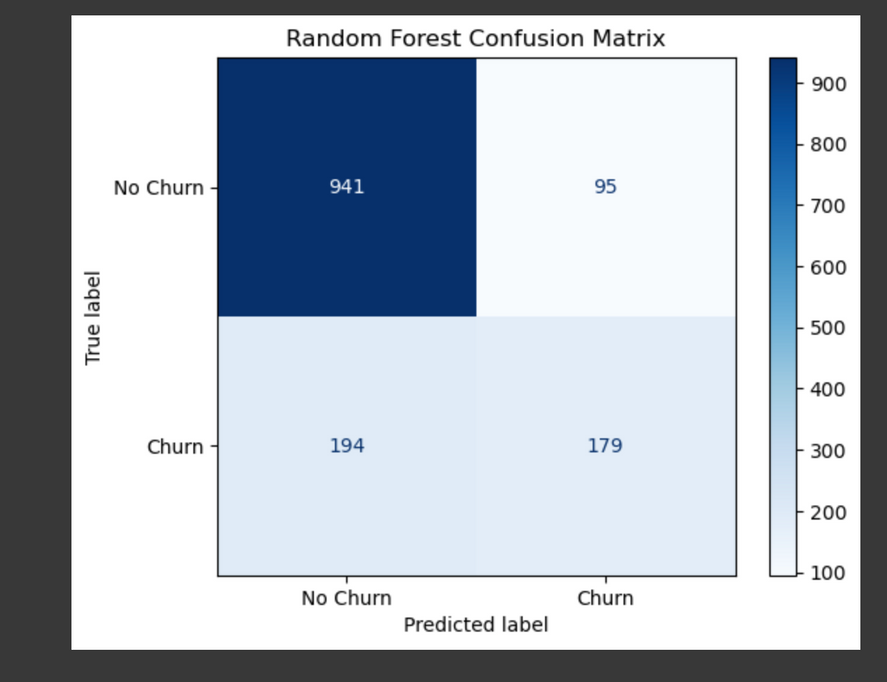 Random Forest Confusion Matrix
True label
No Churn
941
95
Churn
194
179
No Churn
Churn
Predicted label
900
800
700
600
500
400
300
200
100